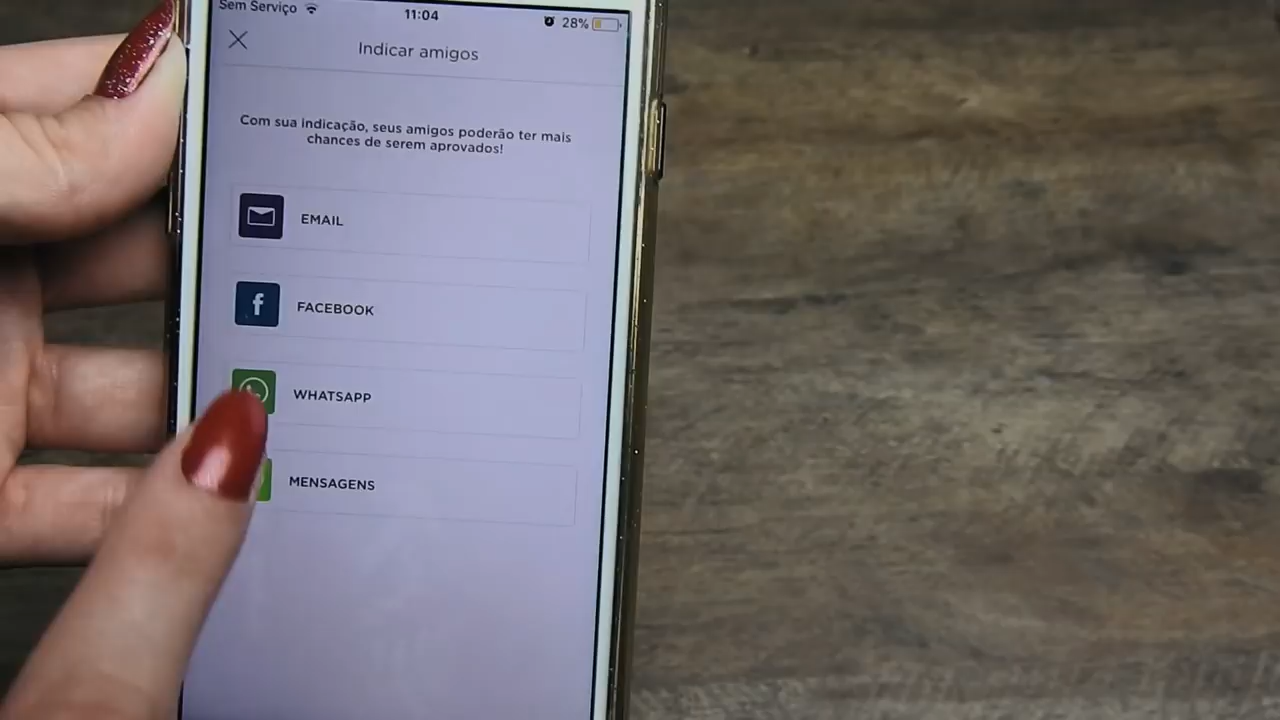 Sem Serviço
11:04
28%
Indicar amigos
Com sua indicação, seus amigos poderão ter mais
chances de serem aprovados!
EMAIL
f
FACEBOOK
WHATSAPP
MENSAGENS